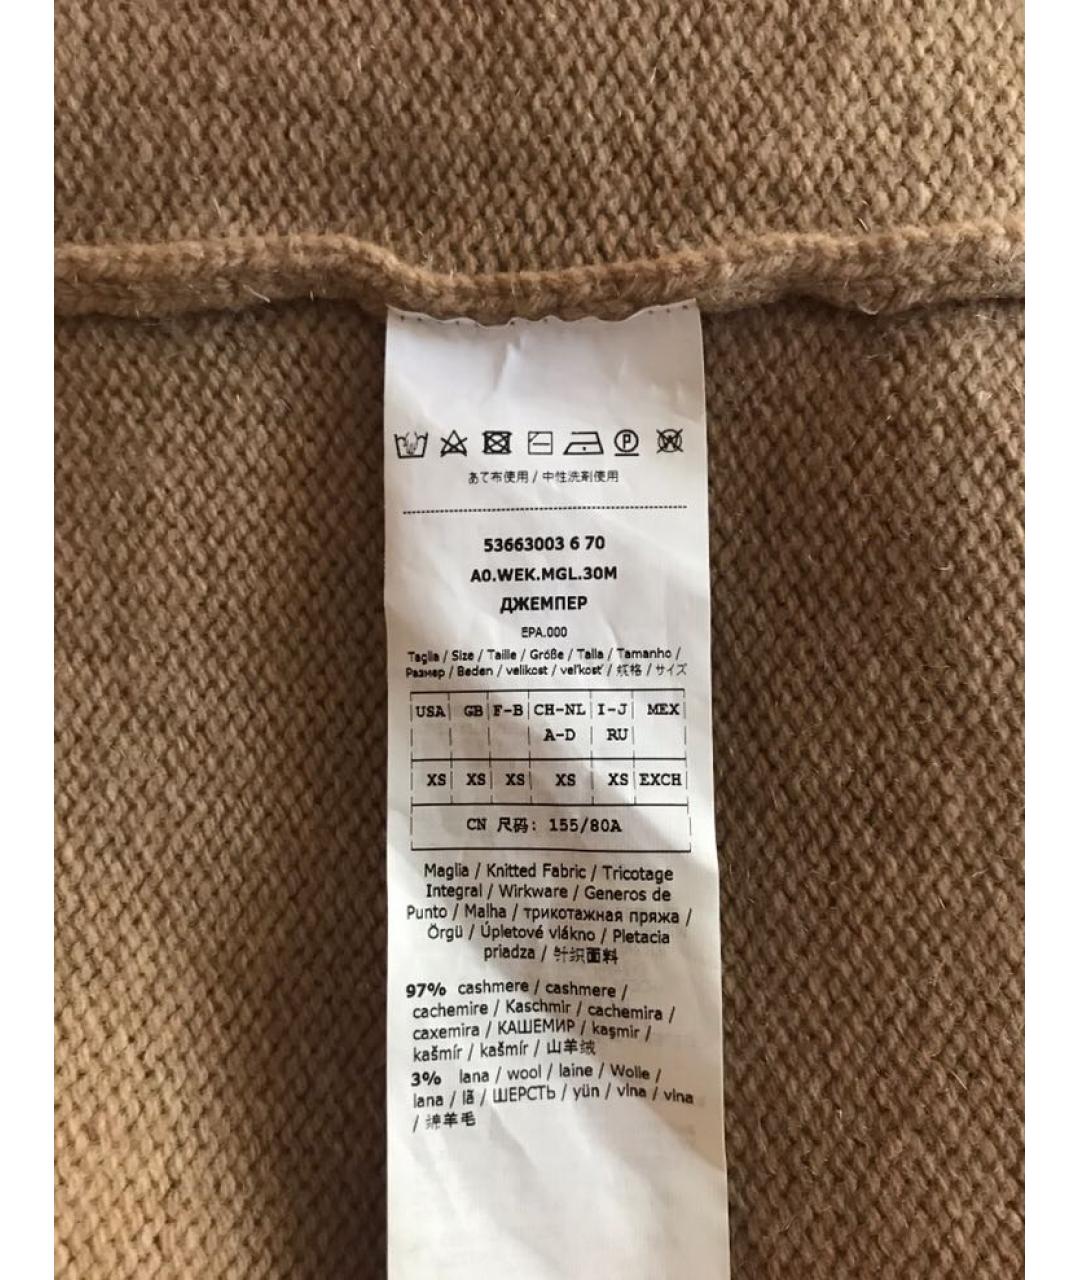 P W
あて布使用 / 中性洗剤使用
53663003 6 70
A0.WEK.MGL.30M
ДЖЕМПЕР
EPA.000
Taglia / Size / Taille / Größe / Talla / Tamanho /
Размер / Beden / velikost / veľkosť / 规格 / サイズ
USA GB F-B CH-NL I-J MEX
A-D RU
XS XS XS XS XS EXCH
CN 尺码: 155/80A
Maglia / Knitted Fabric / Tricotage
Integral / Wirkware / Generos de
Punto / Malha / трикотажная пряжа /
Örgü / Úpletové vlákno / Pletacia
priadza / 针织面料
97% cashmere / cashmere /
cachemire / Kaschmir / cachemira /
caxemira / КАШЕМИР / kaşmir /
kašmír / kašmír / 山羊绒
3% lana / wool / laine / Wolle /
lana / lã / ШЕРСТЬ / yün / vlna / vlna
/ 绵羊毛